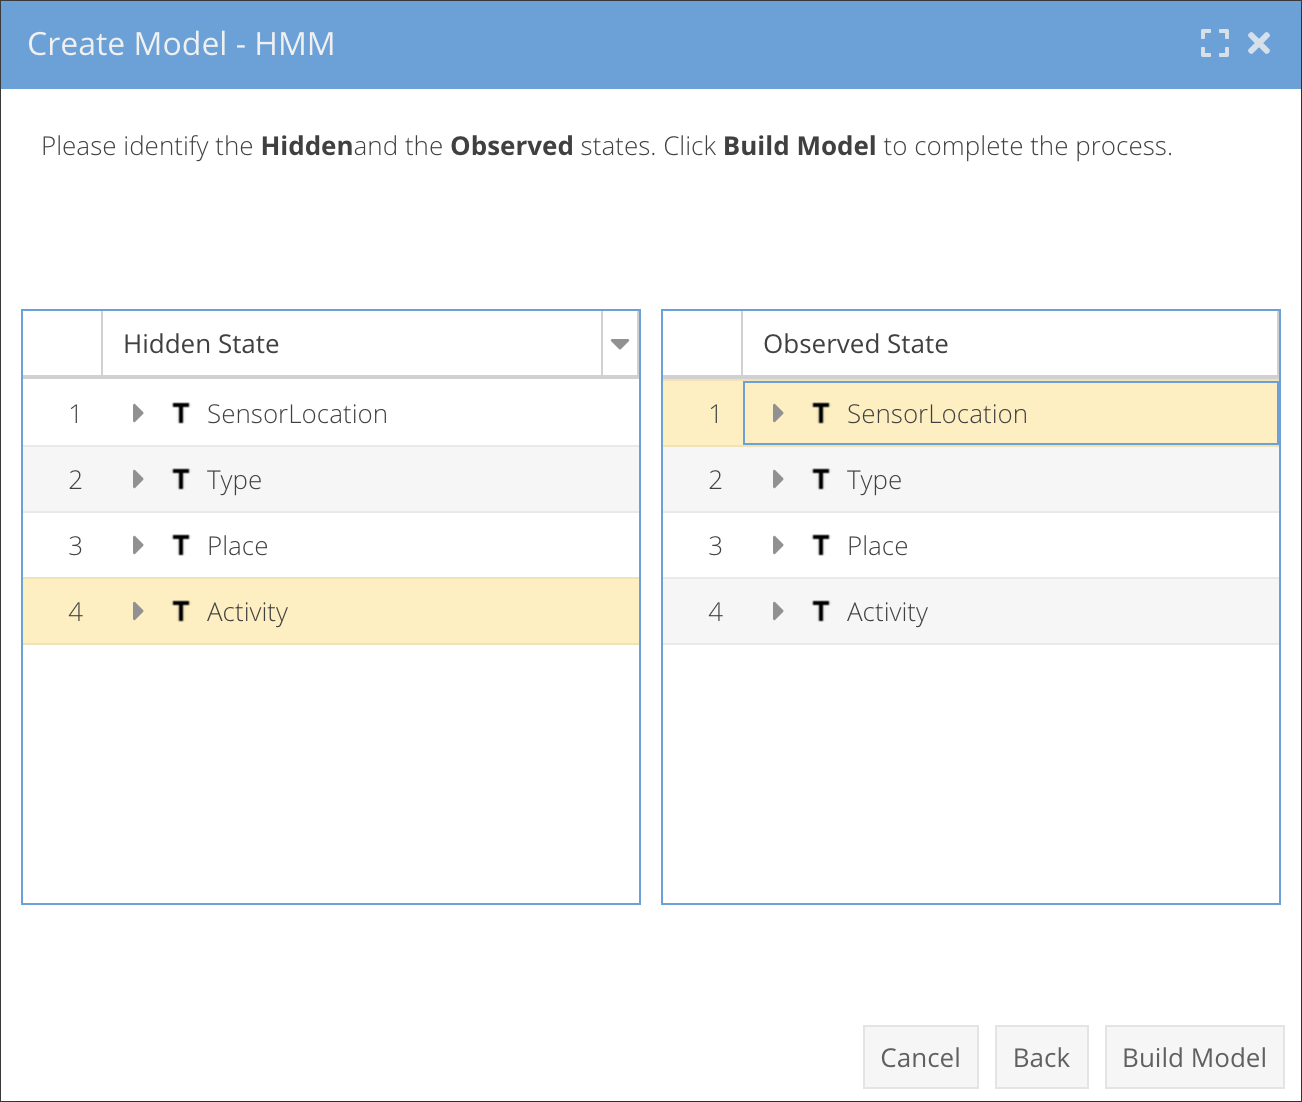 Create Model - HMM
Please identify the Hiddenand the Observed states. Click Build Model to complete the process.
Hidden State
1 T SensorLocation
2 T Type
3 T Place
4 T Activity
Observed State
1 T SensorLocation
2 T Type
3 T Place
4 T Activity
Cancel Back Build Model